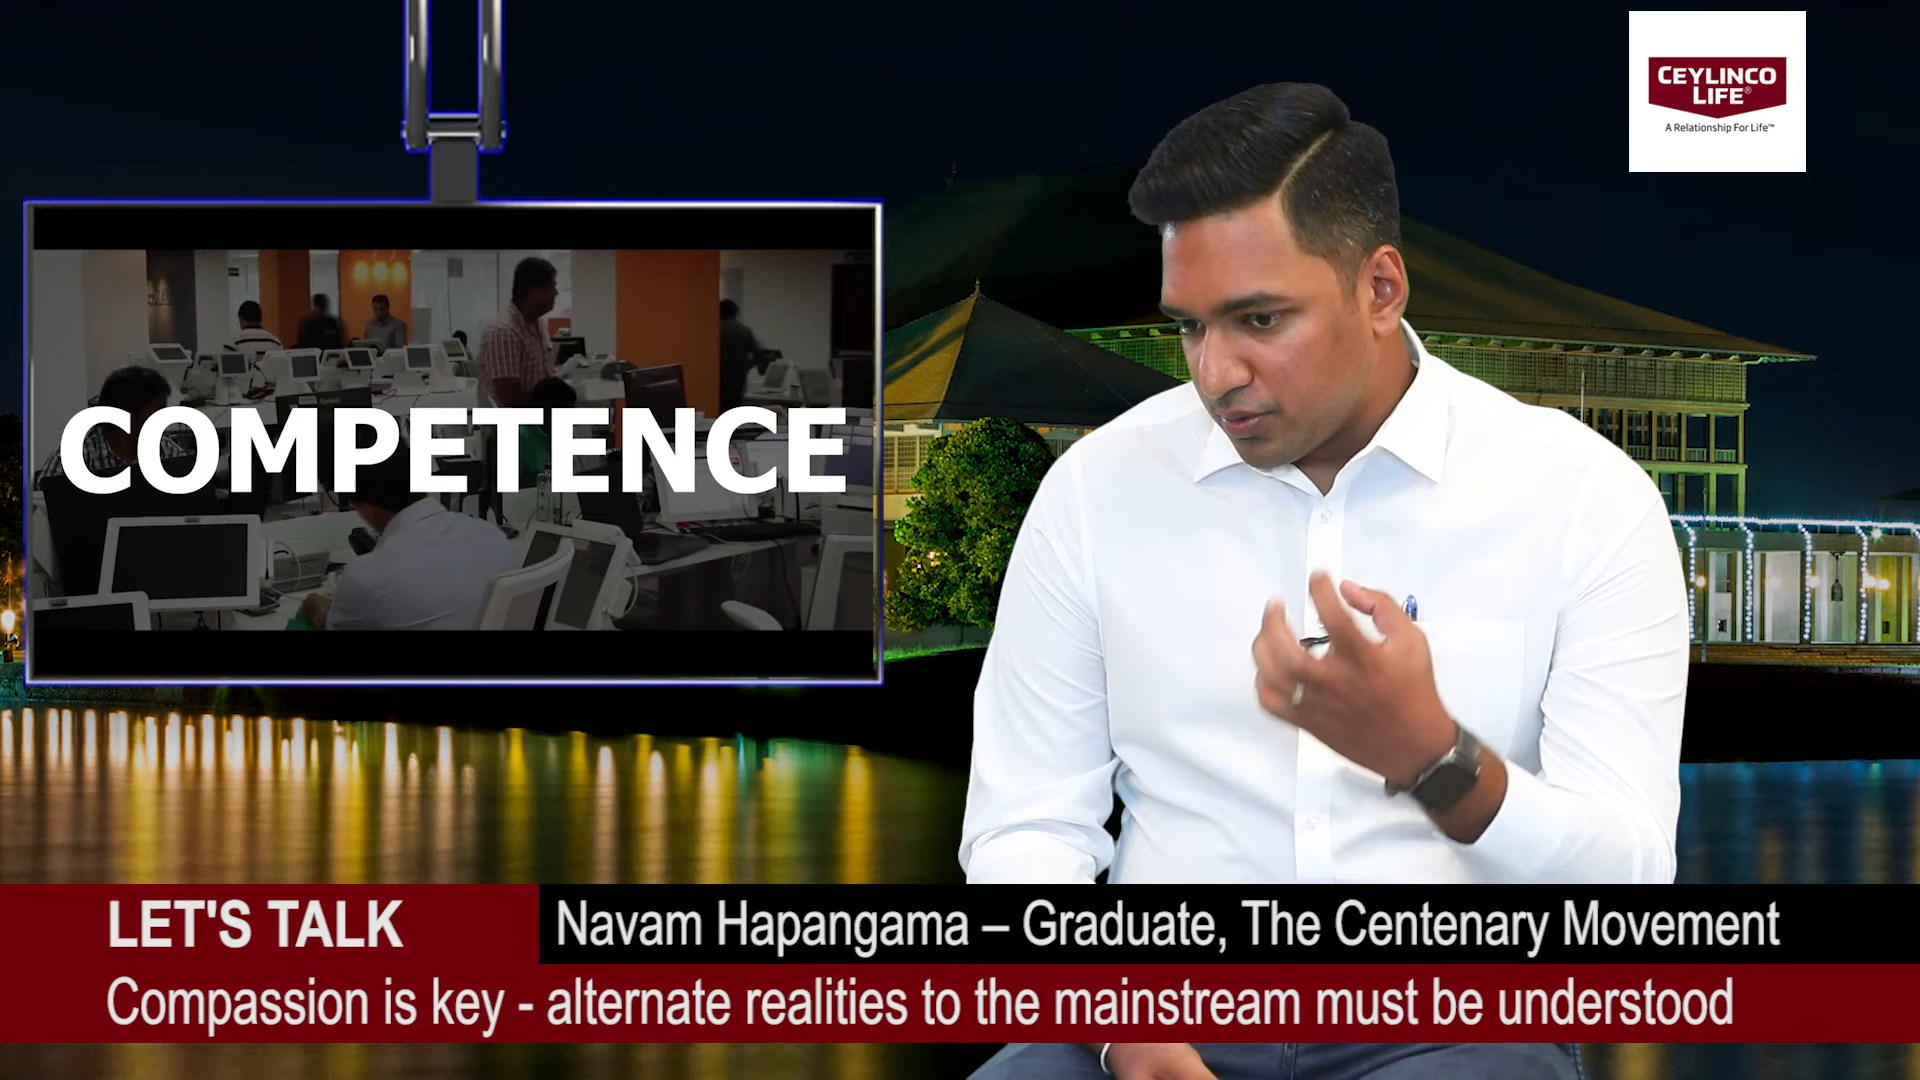 CEYLINCO
LIFE®
A Relationship For Life™
COMPETENCE
LET'S TALK
Navam Hapangama – Graduate, The Centenary Movement
Compassion is key - alternate realities to the mainstream must be understood